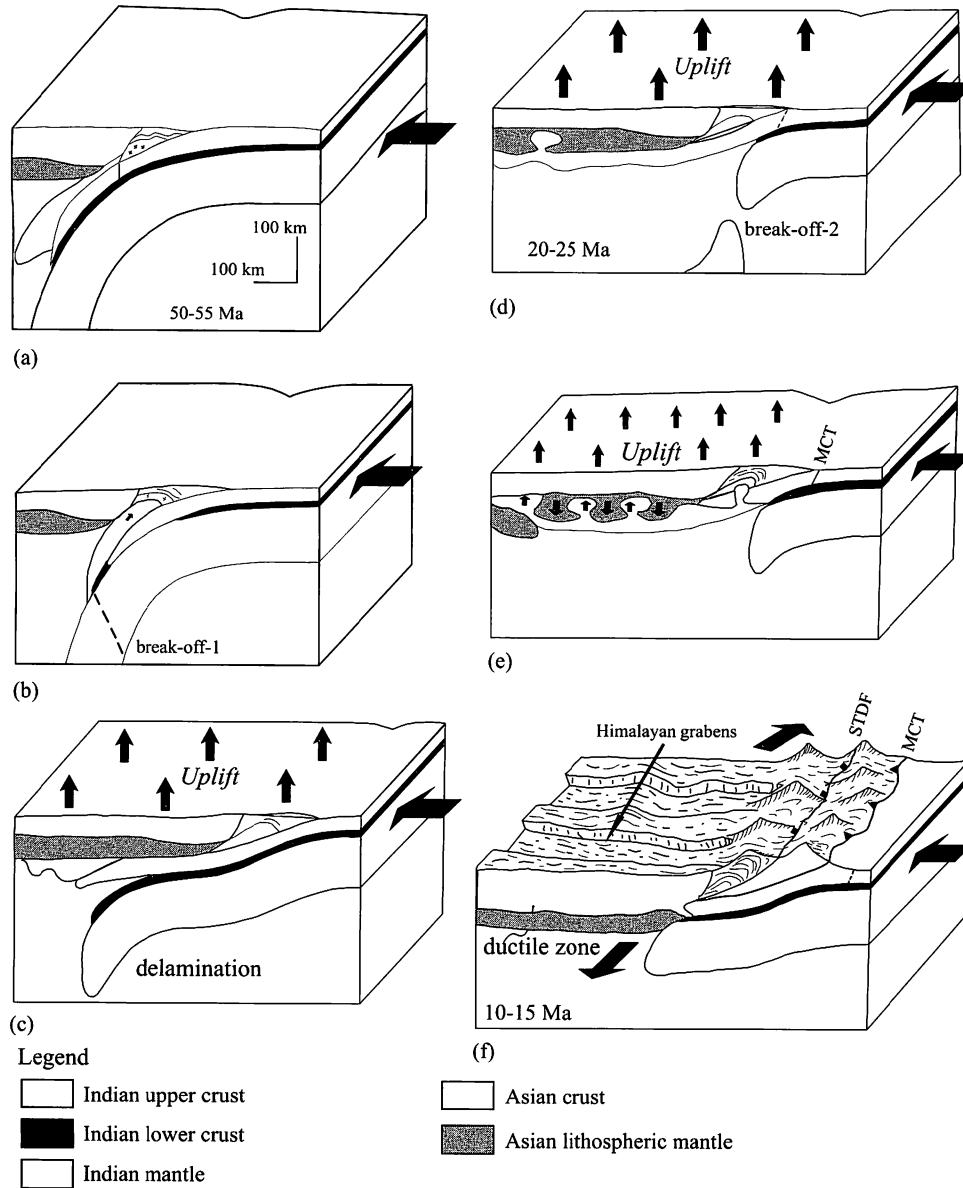 100 km
100 km
50-55 Ma
(a)
break-off-1
(b)
Uplift
delamination
(c)
Uplift
20-25 Ma
break-off-2
(d)
Uplift
MCT
(e)
Himalayan grabens
STDF
MCT
ductile zone
10-15 Ma
(f)
Legend
Indian upper crust
Indian lower crust
Indian mantle
Asian crust
Asian lithospheric mantle